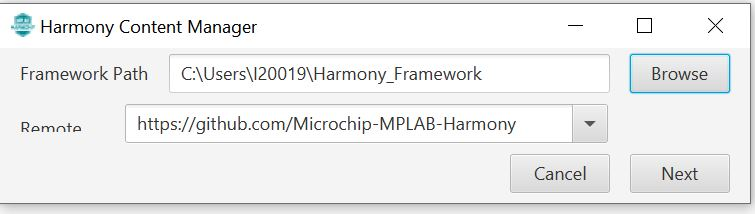 Harmony Content Manager
Framework Path C:\Users\I20019\Harmony_Framework Browse
Remote https://github.com/Microchip-MPLAB-Harmony
Cancel Next